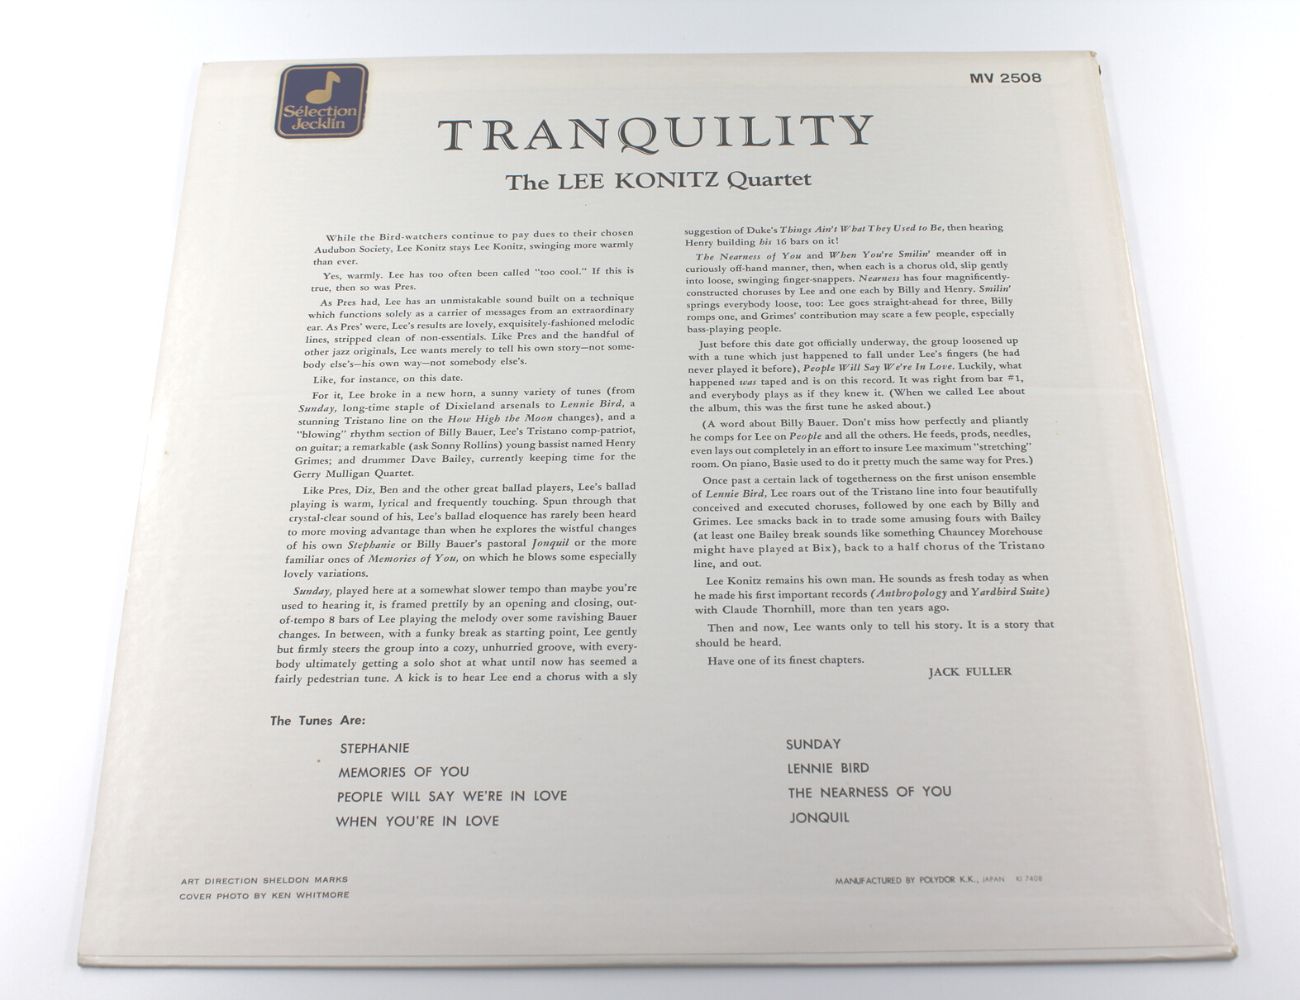 Sélection
Jecklin
MV 2508
TRANQUILITY
The LEE KONITZ Quartet
While the Bird-watchers continue to pay dues to their chosen
Audubon Society, Lee Konitz stays Lee Konitz, swinging more warmly
than ever.
Yes, warmly. Lee has too often been called "too cool." If this is
true, then so was Pres.
As Pres had, Lee has an unmistakable sound built on a technique
which functions solely as a carrier of messages from an extraordinary
ear. As Pres' were, Lee's results are lovely, exquisitely-fashioned melodic
lines, stripped clean of non-essentials. Like Pres and the handful of
other jazz originals, Lee wants merely to tell his own story—not some-
body else's—his own way—not somebody else's.
Like, for instance, on this date.
For it, Lee broke in a new horn, a sunny variety of tunes (from
Sunday, long-time staple of Dixieland arsenals to Lennie Bird, a
stunning Tristano line on the How High the Moon changes), and a
"blowing" rhythm section of Billy Bauer, Lee's Tristano comp-patriot,
on guitar; a remarkable (ask Sonny Rollins) young bassist named Henry
Grimes; and drummer Dave Bailey, currently keeping time for the
Gerry Mulligan Quartet.
Like Pres, Diz, Ben and the other great ballad players, Lee's ballad
playing is warm, lyrical and frequently touching. Spun through that
crystal-clear sound of his, Lee's ballad eloquence has rarely been heard
to more moving advantage than when he explores the wistful changes
of his own Stephanie or Billy Bauer's pastoral Jonquil or the more
familiar ones of Memories of You, on which he blows some especially
lovely variations.
Sunday, played here at a somewhat slower tempo than maybe you're
used to hearing it, is framed prettily by an opening and closing, out-
of-tempo 8 bars of Lee playing the melody over some ravishing Bauer
changes. In between, with a funky break as starting point, Lee gently
but firmly steers the group into a cozy, unhurried groove, with every-
body ultimately getting a solo shot at what until now has seemed a
fairly pedestrian tune. A kick is to hear Lee end a chorus with a sly
suggestion of Duke's Things Ain't What They Used to Be, then hearing
Henry building his 16 bars on it!
The Nearness of You and When You're Smilin' meander off in
curiously off-hand manner, then, when each is a chorus old, slip gently
into loose, swinging finger-snappers. Nearness has four magnificently-
constructed choruses by Lee and one each by Billy and Henry. Smilin'
springs everybody loose, too: Lee goes straight-ahead for three, Billy
romps one, and Grimes' contribution may scare a few people, especially
bass-playing people.
Just before this date got officially underway, the group loosened up
with a tune which just happened to fall under Lee's fingers (he had
never played it before), People Will Say We're In Love. Luckily, what
happened was taped and is on this record. It was right from bar #1,
and everybody plays as if they knew it. (When we called Lee about
the album, this was the first tune he asked about.)
(A word about Billy Bauer. Don't miss how perfectly and pliantly
he comps for Lee on People and all the others. He feeds, prods, needles,
even lays out completely in an effort to insure Lee maximum "stretching"
room. On piano, Basie used to do it pretty much the same way for Pres.)
Once past a certain lack of togetherness on the first unison ensemble
of Lennie Bird, Lee roars out of the Tristano line into four beautifully
conceived and executed choruses, followed by one each by Billy and
Grimes. Lee smacks back in to trade some amusing fours with Bailey
(at least one Bailey break sounds like something Chauncey Morehouse
might have played at Bix), back to a half chorus of the Tristano
line, and out.
Lee Konitz remains his own man. He sounds as fresh today as when
he made his first important records (Anthropology and Yardbird Suite)
with Claude Thornhill, more than ten years ago.
Then and now, Lee wants only to tell his story. It is a story that
should be heard.
Have one of its finest chapters.
JACK FULLER
The Tunes Are:
STEPHANIE
MEMORIES OF YOU
PEOPLE WILL SAY WE'RE IN LOVE
WHEN YOU'RE IN LOVE
SUNDAY
LENNIE BIRD
THE NEARNESS OF YOU
JONQUIL
ART DIRECTION SHELDON MARKS
COVER PHOTO BY KEN WHITMORE
MANUFACTURED BY POLYDOR K.K., JAPAN KI 7408